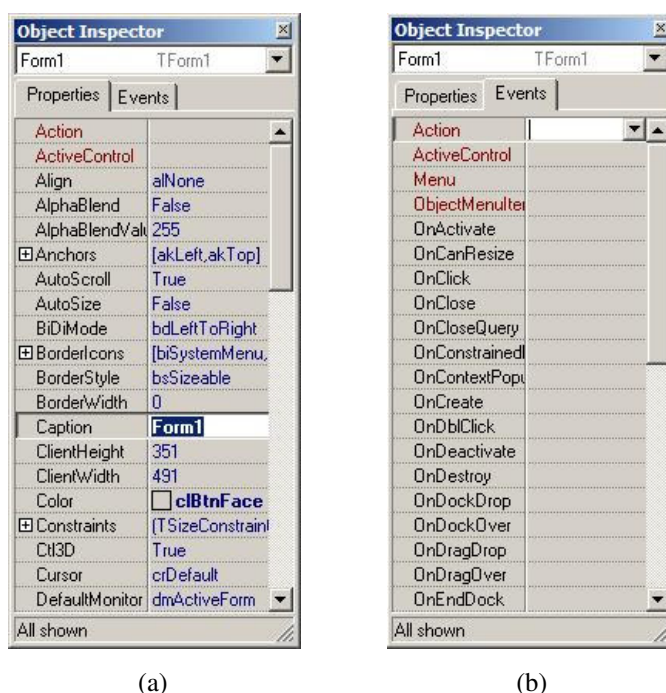 Object Inspector
Form1 TForm1
Properties Events
Action
ActiveControl
Align alNone
AlphaBlend False
AlphaBlendValu 255
Anchors [akLeft,akTop]
AutoScroll True
AutoSize False
BiDiMode bdLeftToRight
BorderIcons [biSystemMenu,
BorderStyle bsSizeable
BorderWidth 0
Caption Form1
ClientHeight 351
ClientWidth 491
Color clBtnFace
Constraints (TSizeConstraint
Ctl3D True
Cursor crDefault
DefaultMonitor dmActiveForm
All shown
(a)
Object Inspector
Form1 TForm1
Properties Events
Action
ActiveControl
Menu
ObjectMenuIter
OnActivate
OnCanResize
OnClick
OnClose
OnCloseQuery
OnConstrainedI
OnContextPopu
OnCreate
OnDblClick
OnDeactivate
OnDestroy
OnDockDrop
OnDockOver
OnDragDrop
OnDragOver
OnEndDock
All shown
(b)